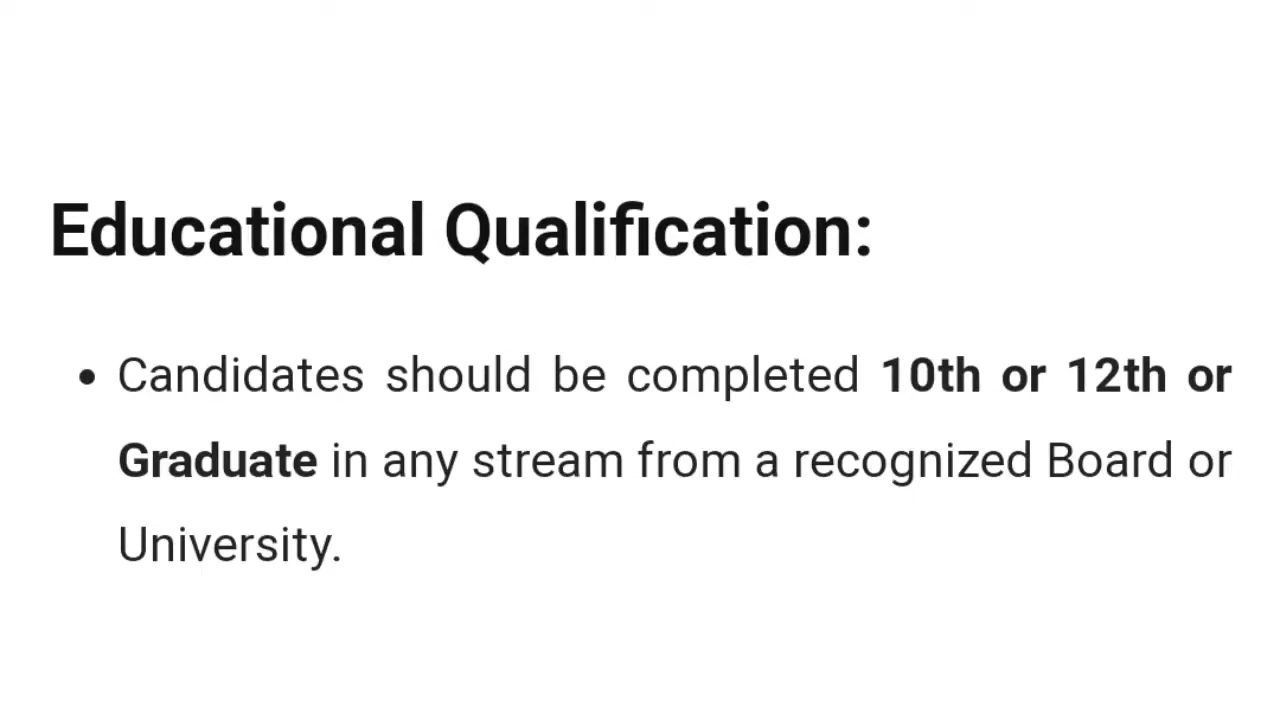 Educational Qualification:
• Candidates should be completed 10th or 12th or
Graduate in any stream from a recognized Board or
University.